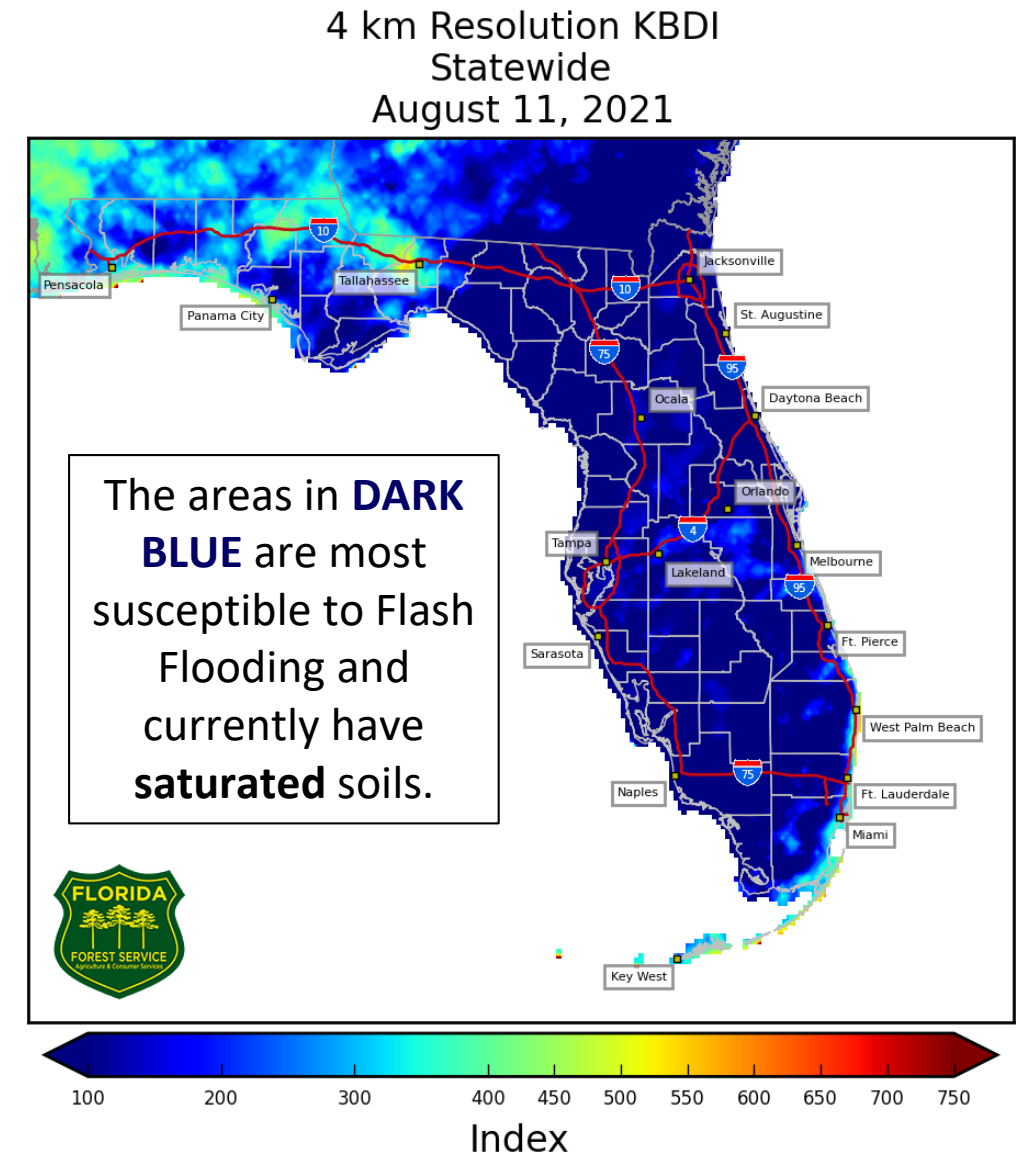 4 km Resolution KBDI
Statewide
August 11, 2021
10
Jacksonville
Pensacola
Tallahassee
10
Panama City
St. Augustine
75
95
Ocala
Daytona Beach
Orlando
The areas in DARK
BLUE are most
susceptible to Flash
Flooding and
currently have
saturated soils.
4
Tampa
Lakeland
Melbourne
95
Ft. Pierce
Sarasota
West Palm Beach
75
Naples
Ft. Lauderdale
Miami
FLORIDA
FOREST SERVICE
Agriculture & Consumer Services
Key West
100 200 300 400 450 500 550 600 650 700 750
Index